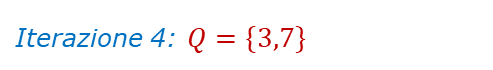 Iterazione 4: Q = {3,7}